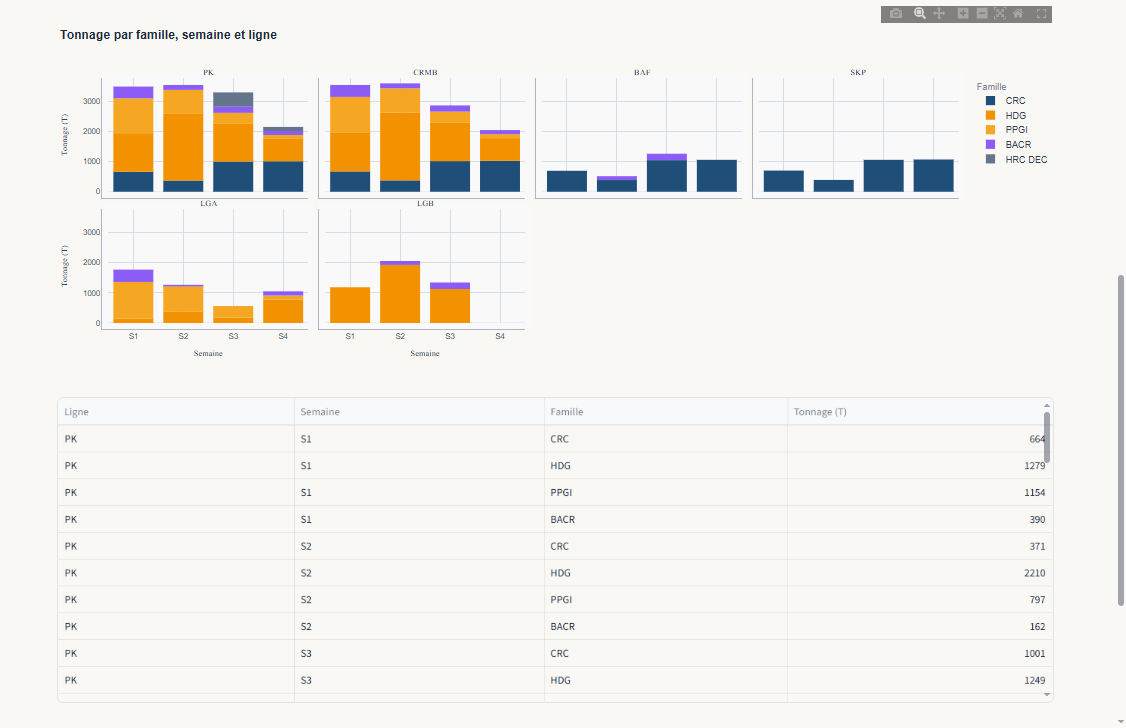 Tonnage par famille, semaine et ligne
PK CRMB BAF SKP
Famille
CRC
HDG
PPGI
BACR
HRC DEC
Tonnage (T)
3000
2000
1000
0
LGA LGB
Tonnage (T)
3000
2000
1000
0
S1 S2 S3 S4 S1 S2 S3 S4
Semaine Semaine
Ligne Semaine Famille Tonnage (T)
PK S1 CRC 664
PK S1 HDG 1279
PK S1 PPGI 1154
PK S1 BACR 390
PK S2 CRC 371
PK S2 HDG 2210
PK S2 PPGI 797
PK S2 BACR 162
PK S3 CRC 1001
PK S3 HDG 1249